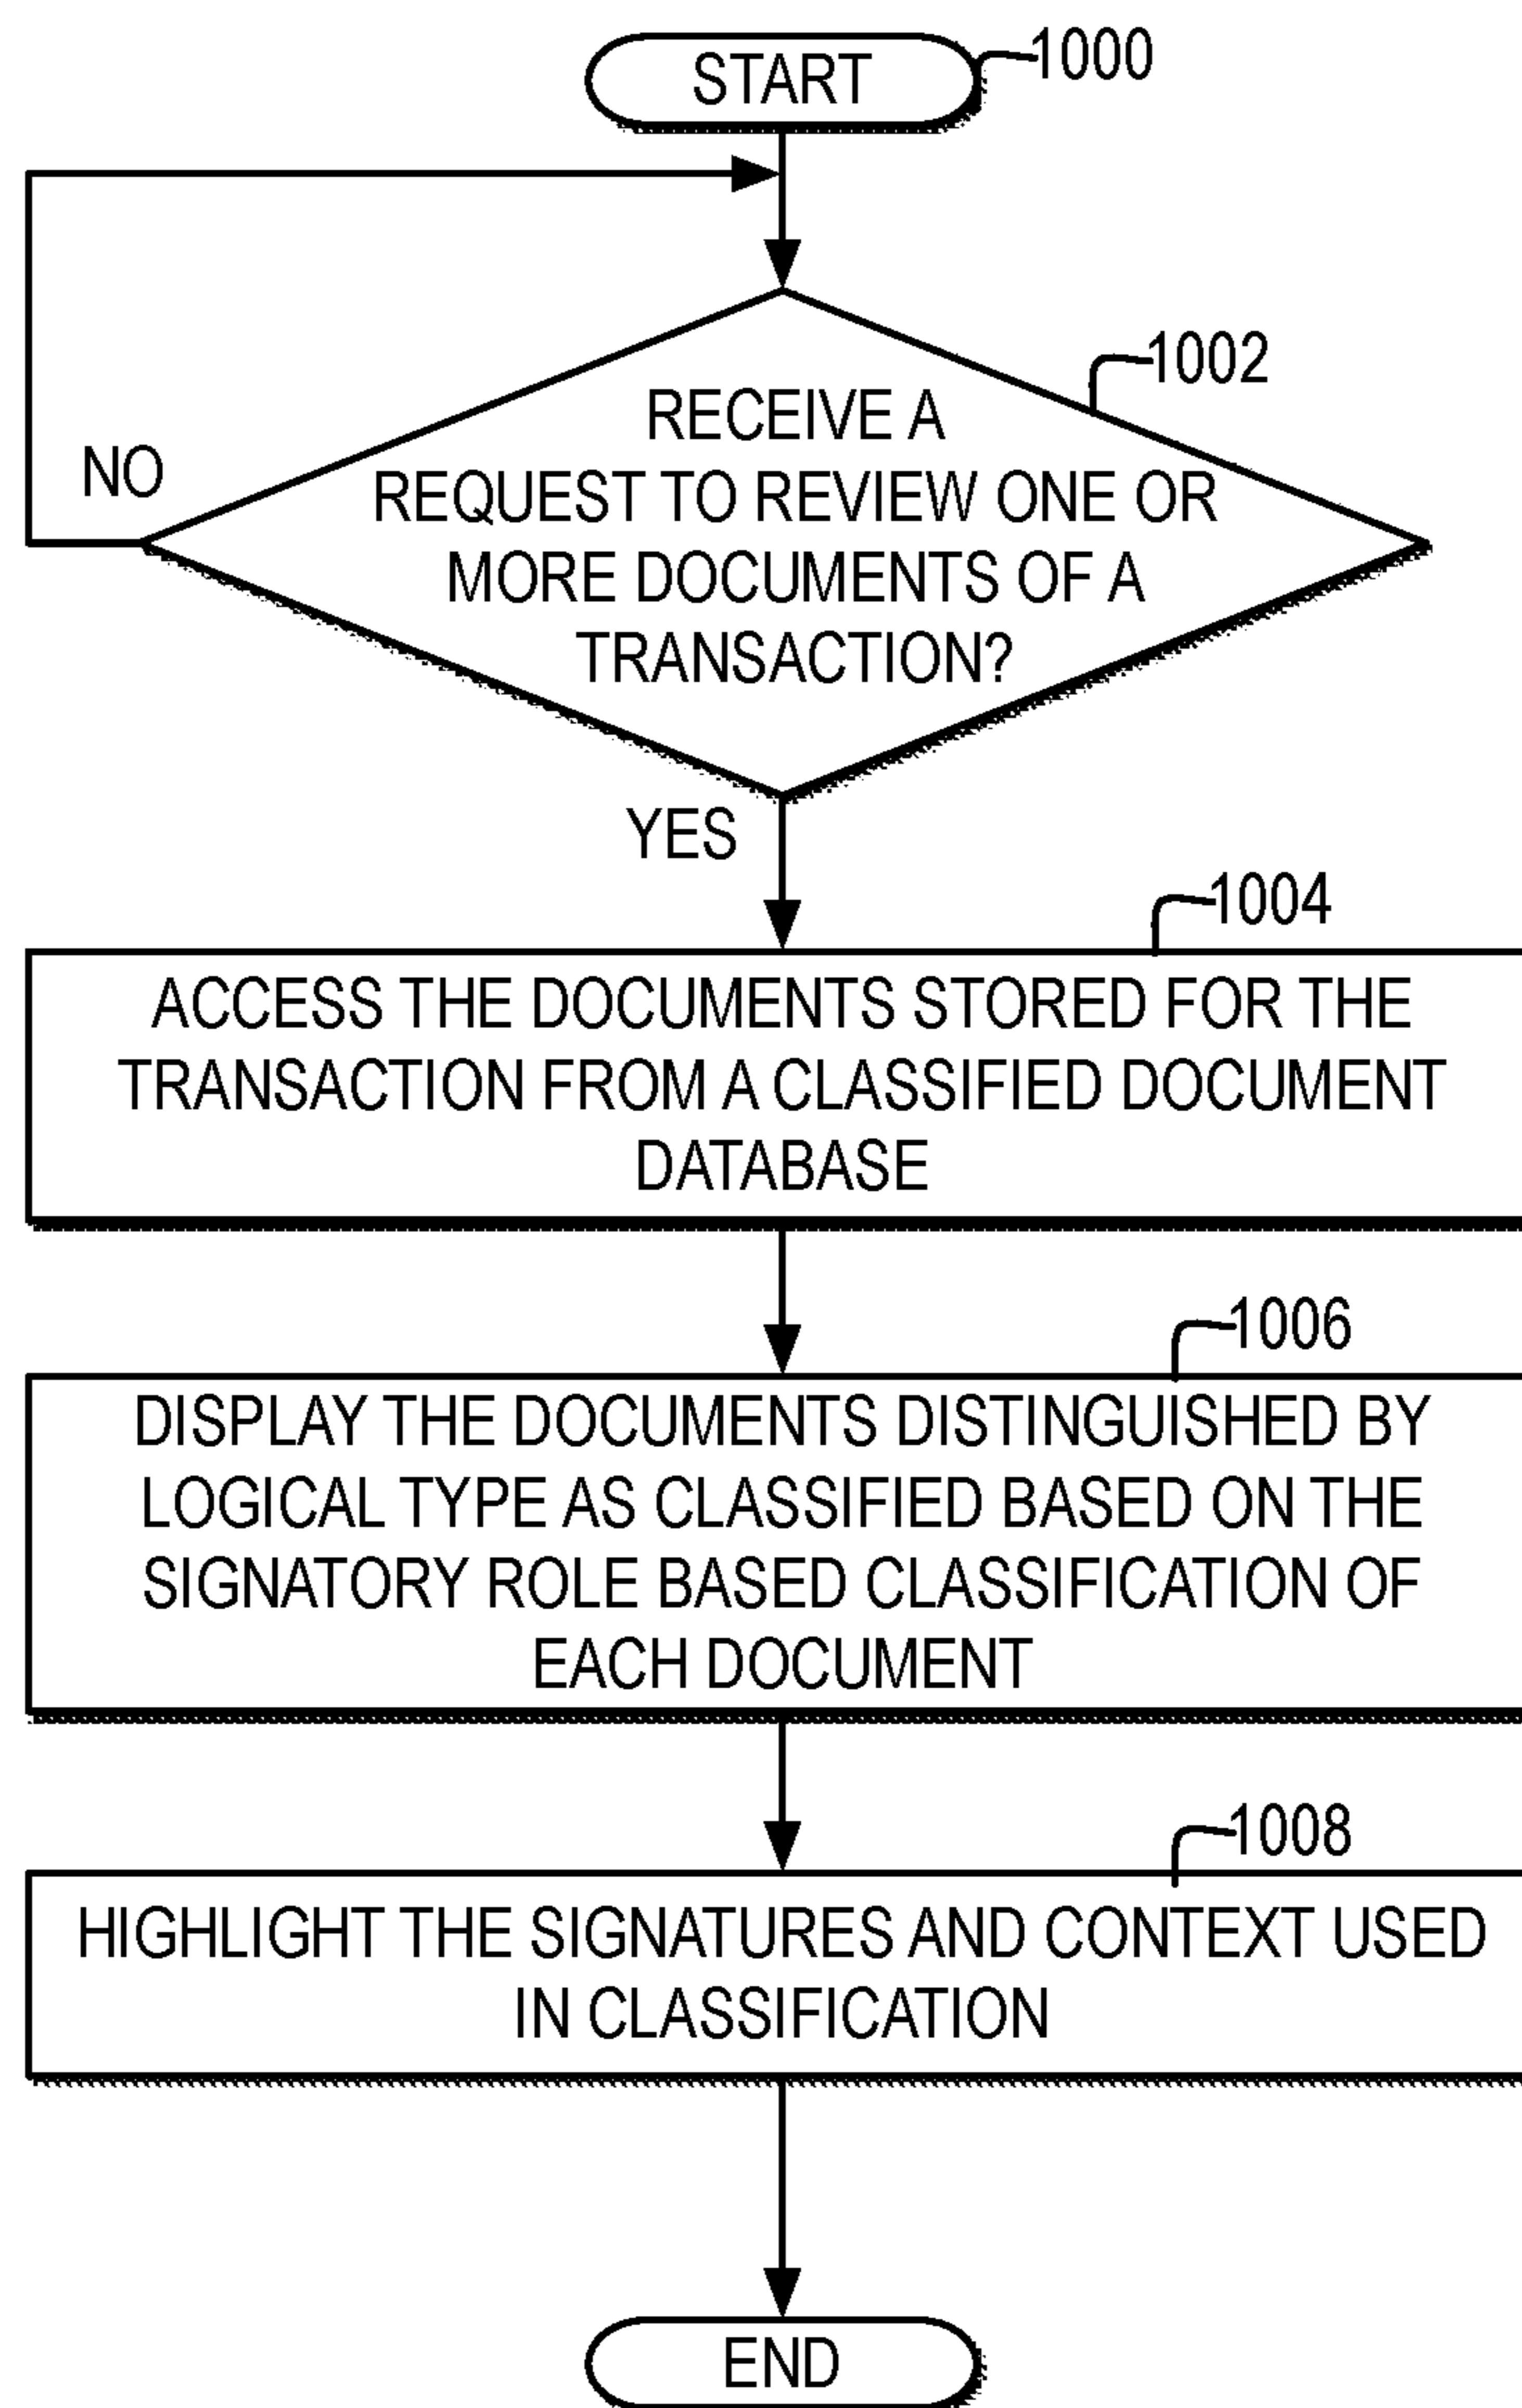 START
1000
1002
RECEIVE A
REQUEST TO REVIEW ONE OR
MORE DOCUMENTS OF A
TRANSACTION?
NO
YES
1004
ACCESS THE DOCUMENTS STORED FOR THE
TRANSACTION FROM A CLASSIFIED DOCUMENT
DATABASE
1006
DISPLAY THE DOCUMENTS DISTINGUISHED BY
LOGICAL TYPE AS CLASSIFIED BASED ON THE
SIGNATORY ROLE BASED CLASSIFICATION OF
EACH DOCUMENT
1008
HIGHLIGHT THE SIGNATURES AND CONTEXT USED
IN CLASSIFICATION
END